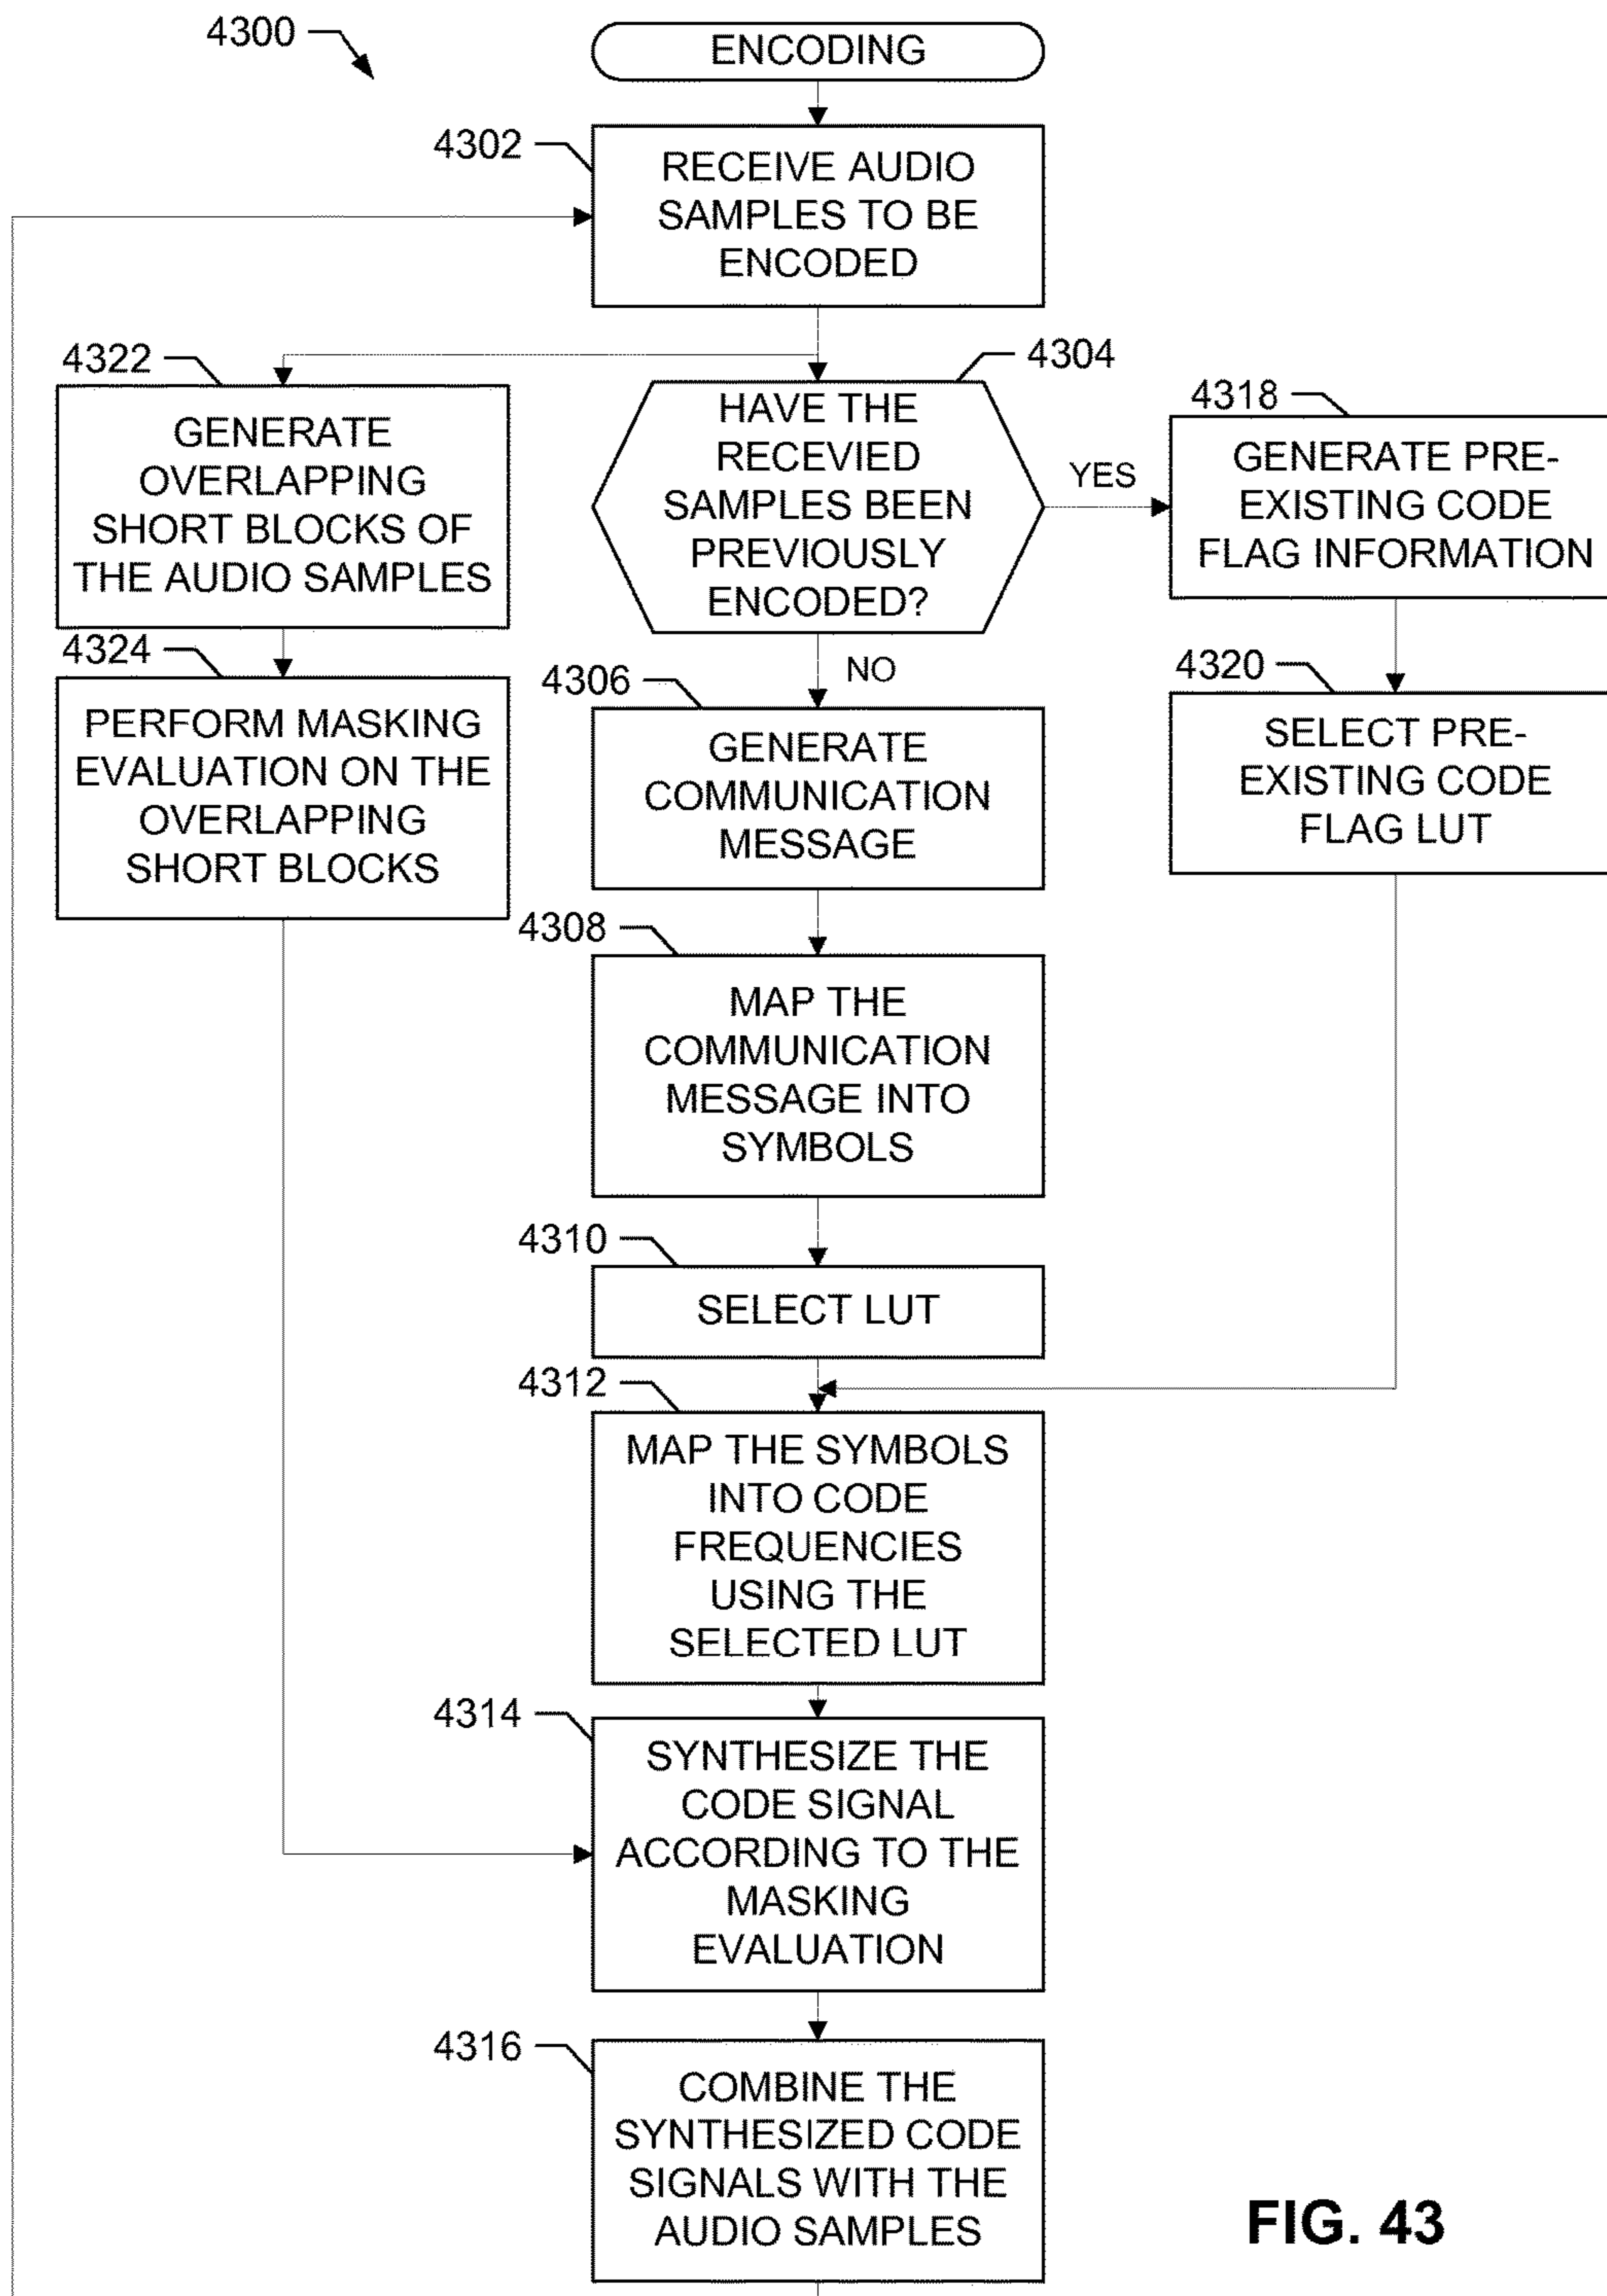 4300
ENCODING
4302
RECEIVE AUDIO
SAMPLES TO BE
ENCODED
4322
GENERATE
OVERLAPPING
SHORT BLOCKS OF
THE AUDIO SAMPLES
4304
HAVE THE
RECEVIED
SAMPLES BEEN
PREVIOUSLY
ENCODED?
YES
NO
4318
GENERATE PRE-
EXISTING CODE
FLAG INFORMATION
4324
PERFORM MASKING
EVALUATION ON THE
OVERLAPPING
SHORT BLOCKS
4306
GENERATE
COMMUNICATION
MESSAGE
4320
SELECT PRE-
EXISTING CODE
FLAG LUT
4308
MAP THE
COMMUNICATION
MESSAGE INTO
SYMBOLS
4310
SELECT LUT
4312
MAP THE SYMBOLS
INTO CODE
FREQUENCIES
USING THE
SELECTED LUT
4314
SYNTHESIZE THE
CODE SIGNAL
ACCORDING TO THE
MASKING
EVALUATION
4316
COMBINE THE
SYNTHESIZED CODE
SIGNALS WITH THE
AUDIO SAMPLES
FIG. 43